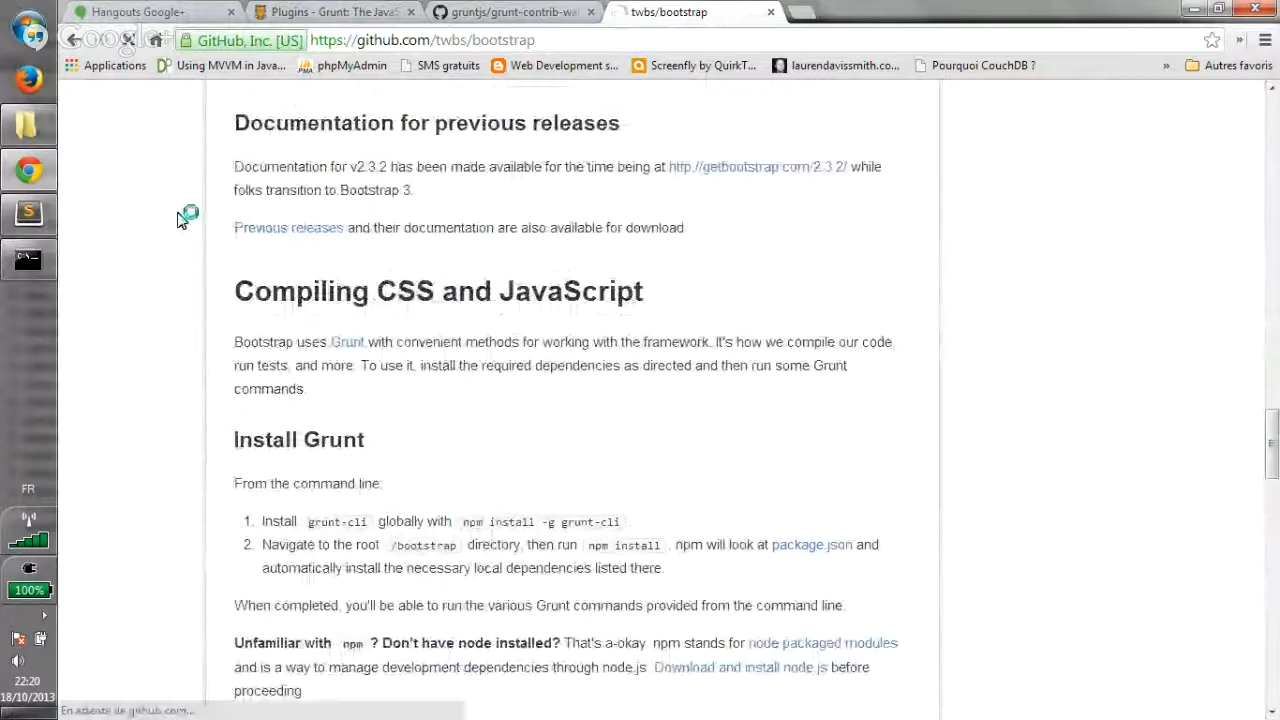 Hangouts Google+
Plugins - Grunt: The JavaS
gruntjs/grunt-contrib-wa
twbs/bootstrap
Google
GitHub, Inc. [US]
https://github.com/twbs/bootstrap
»
Applications
Using MVVM in Java...
phpMyAdmin
SMS gratuits
Web Development s...
Screenfly by QuirkT...
laurendavissmith.co...
Pourquoi CouchDB ?
»
Autres favoris
Documentation for previous releases
Documentation for v2.3.2 has been made available for the time being at http://getbootstrap.com/2.3.2/ while
folks transition to Bootstrap 3.
Previous releases and their documentation are also available for download
Compiling CSS and JavaScript
Bootstrap uses Grunt with convenient methods for working with the framework. It's how we compile our code
run tests, and more. To use it, install the required dependencies as directed and then run some Grunt
commands.
Install Grunt
From the command line:
1. Install grunt-cli globally with npm install -g grunt-cli
2. Navigate to the root /bootstrap directory, then run npm install . npm will look at package.json and
automatically install the necessary local dependencies listed there.
When completed, you'll be able to run the various Grunt commands provided from the command line.
Unfamiliar with npm ? Don't have node installed? That's a-okay npm stands for node packaged modules
and is a way to manage development dependencies through node.js Download and install node.js before
proceeding
En attente de github.com...
C:\
FR
100%
22:20
18/10/2013